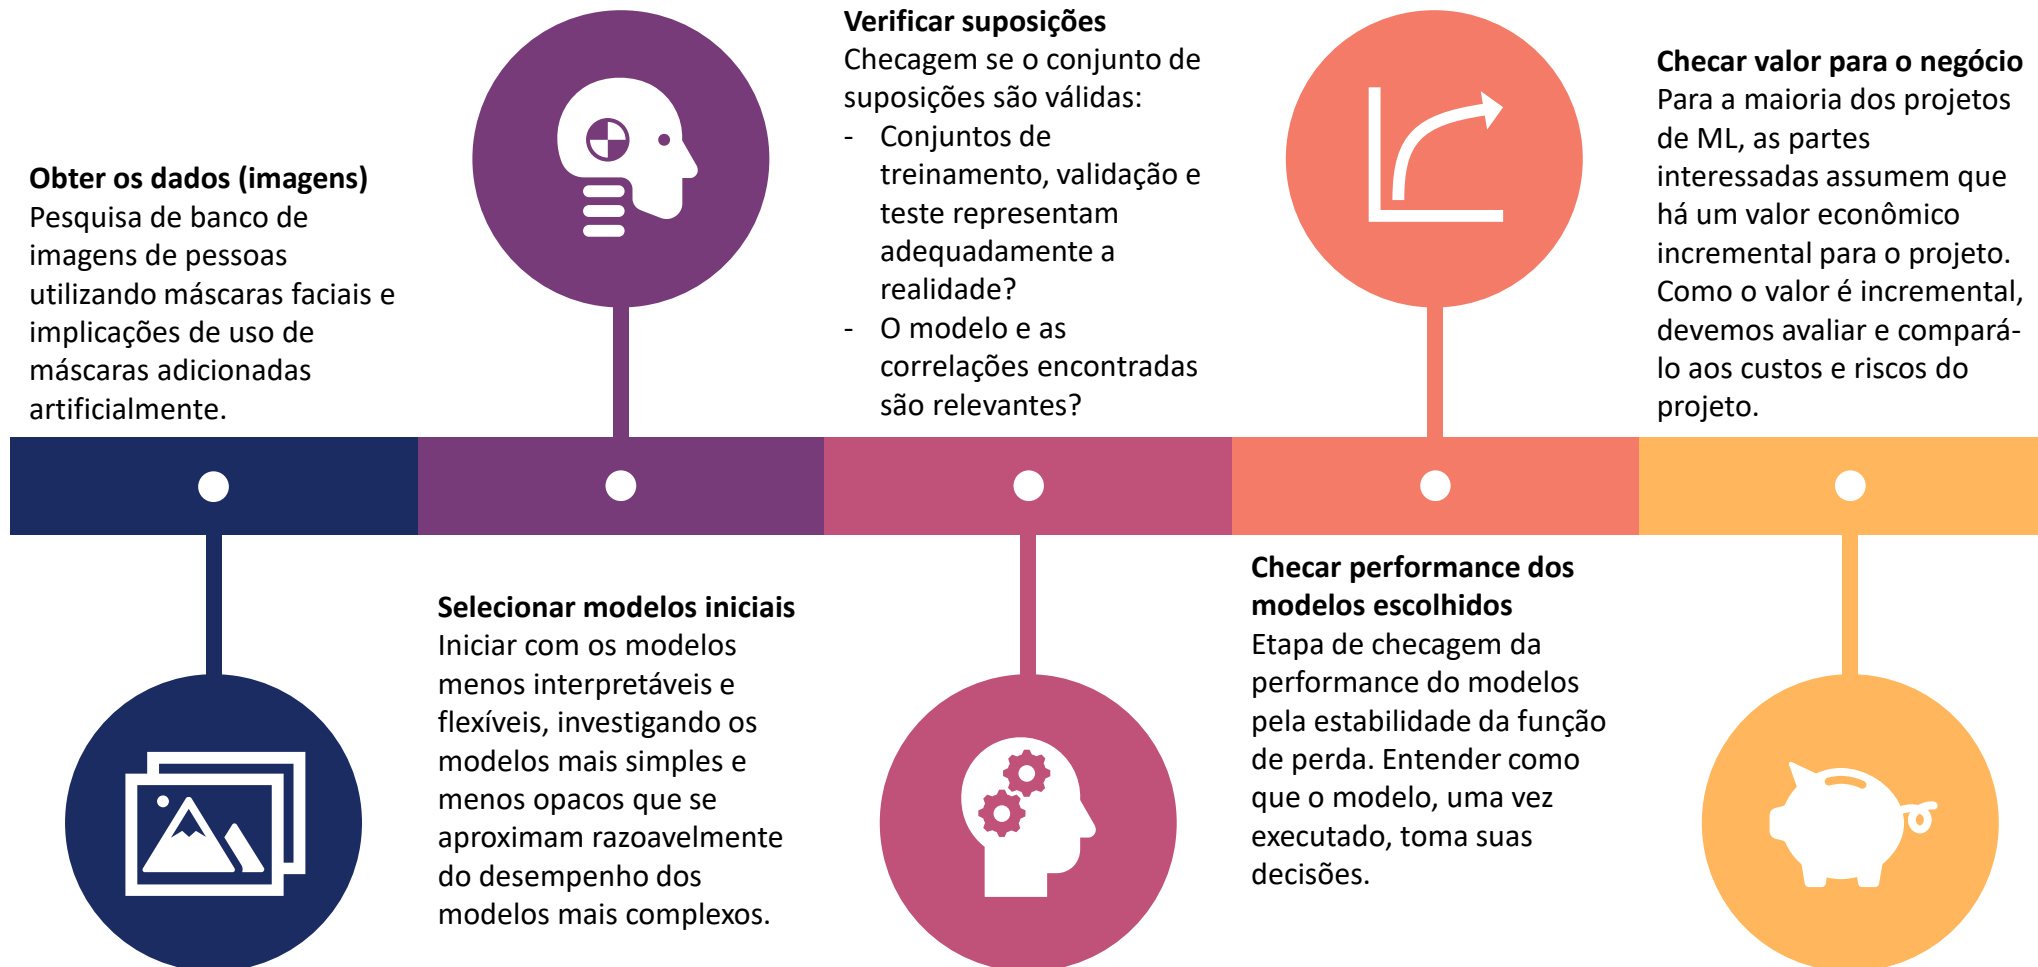 Obter os dados (imagens)
Pesquisa de banco de
imagens de pessoas
utilizando máscaras faciais e
implicações de uso de
máscaras adicionadas
artificialmente.
Selecionar modelos iniciais
Iniciar com os modelos
menos interpretáveis e
flexíveis, investigando os
modelos mais simples e
menos opacos que se
aproximam razoavelmente
do desempenho dos
modelos mais complexos.
Verificar suposições
Checagem se o conjunto de
suposições são válidas:
- Conjuntos de
treinamento, validação e
teste representam
adequadamente a
realidade?
- O modelo e as
correlações encontradas
são relevantes?
Checar performance dos
modelos escolhidos
Etapa de checagem da
performance do modelos
pela estabilidade da função
de perda. Entender como
que o modelo, uma vez
executado, toma suas
decisões.
Checar valor para o negócio
Para a maioria dos projetos
de ML, as partes
interessadas assumem que
há um valor econômico
incremental para o projeto.
Como o valor é incremental,
devemos avaliar e compará-
lo aos custos e riscos do
projeto.